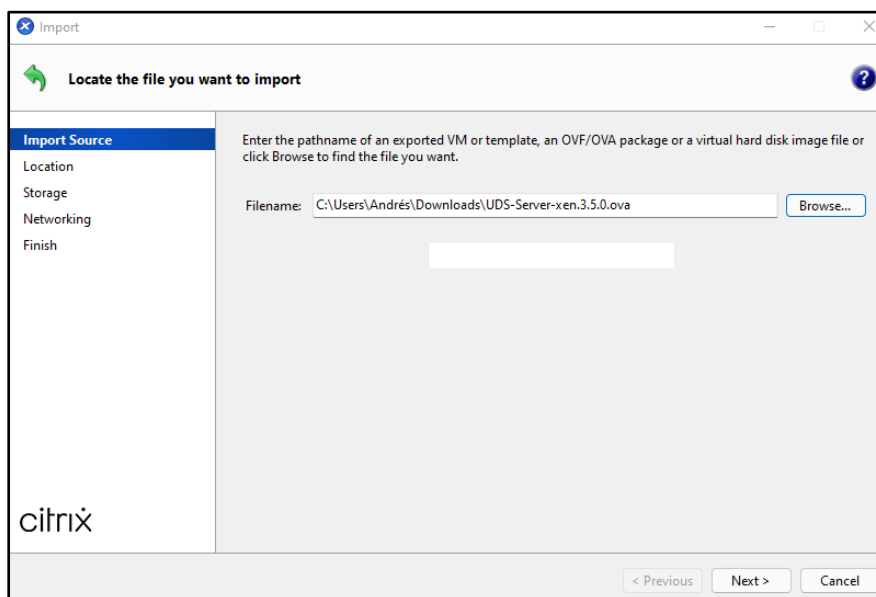 Import
Locate the file you want to import
?
Import Source
Location
Storage
Networking
Finish
Enter the pathname of an exported VM or template, an OVF/OVA package or a virtual hard disk image file or
click Browse to find the file you want.
Filename: C:\Users\Andrés\Downloads\UDS-Server-xen.3.5.0.ova Browse...
citrix
< Previous Next > Cancel